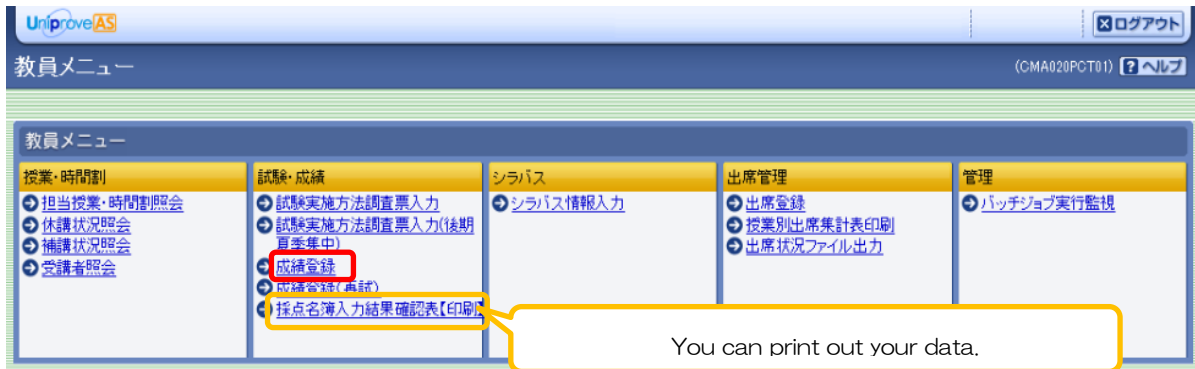 UniproveAS
ログアウト
教員メニュー
(CMA020PCT01) ? ヘルプ
教員メニュー
授業・時間割
担当授業・時間割照会
休講状況照会
補講状況照会
受講者照会
試験・成績
試験実施方法調査票入力
試験実施方法調査票入力(後期
夏季集中)
成績登録
成績登録(再試)
採点名簿入力結果確認表【印刷】
シラバス
シラバス情報入力
出席管理
出席登録
授業別出席集計表印刷
出席状況ファイル出力
管理
バッチジョブ実行監視
You can print out your data.